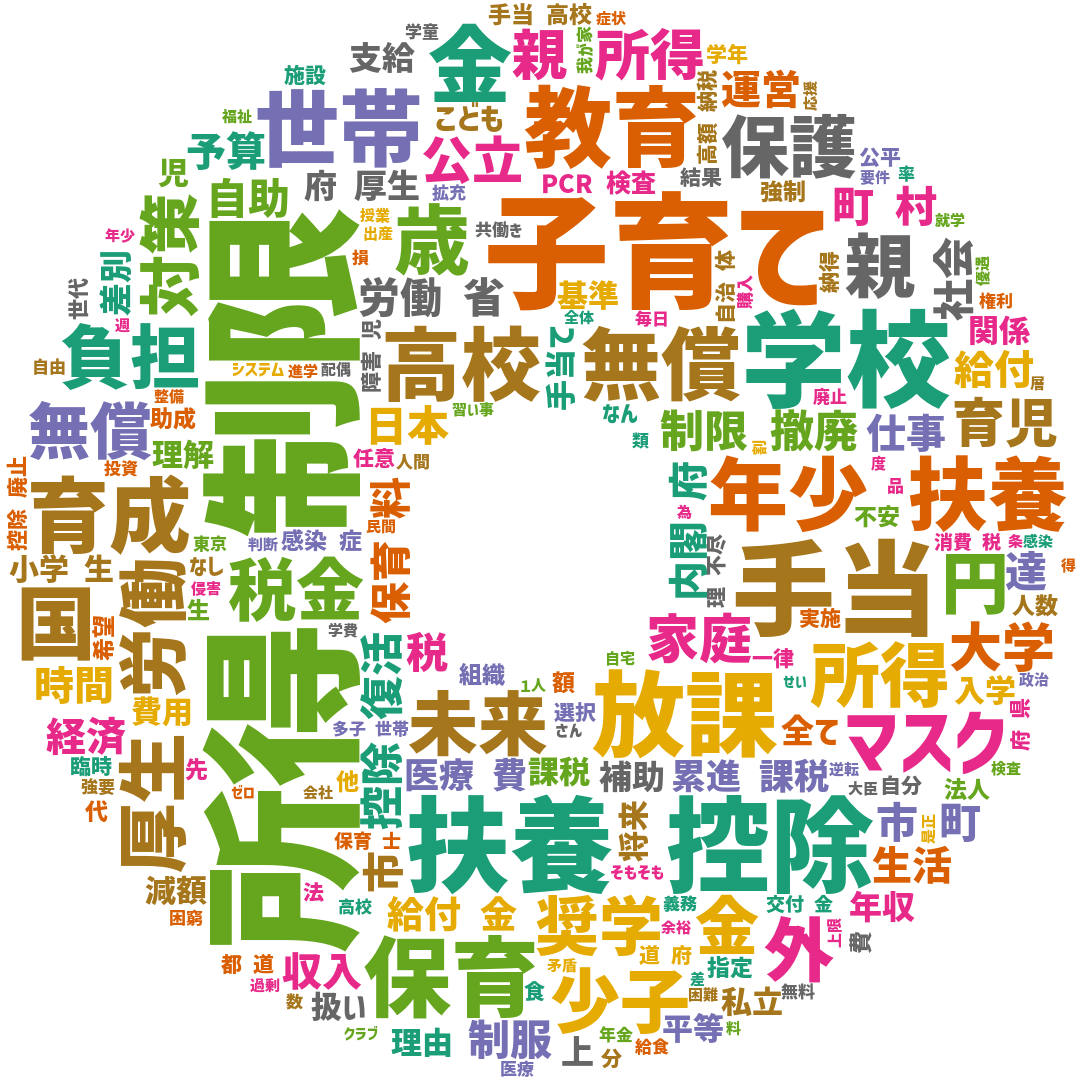 手当 高校
症状
学童
金
親
所得
我が家
支給
学年
施設
世帯
こども
教育
納税
運営
応援
福祉
予算
公立
高額
保護
公平
要件
率
児
自助
府 厚生
拡充
PCR 検査
結果
強制
町 村
就学
対策
制限 所得
授業
出産
歳
共働き
子育て
親
社会
優遇
年少
差別
損
世代
労働 省
基準
全体
毎日
自治 体
購入
納得
権利
週
負担
障害 児
高校 無償
手当て
学校
関係
自由
システム
進学
配偶
給付
層
整備
助成
無償
理解
日本
習い事
なん
類
制限 撤廃
廃止
割
仕事
育児
投資
任意
人間
控除 廃止
育成
料
保育
民間
内閣 府
為
年少 扶養
度
品
不安
東京
判断
感染 症
理 不尽
消費 税
条
感染
得
小学 生
なし
侵害
生
税金
手当
円
達
人数
国
希望
厚生 労働
学費
復活
税
家庭
一律
実施
大学
時間
費用
組織
自宅
1人
額
せい
所得
入学
政治
経済
先
多子 世帯
未来
選択
さん
放課
全て
マスク
府 県
臨時
強要
代
ゼロ
会社
他
控除
医療 費
課税
補助
累進 課税
逆転
大臣
自分
法人
検査
保育 士
市
扶養 控除
将来
そもそも
市町
是正
生活
減額
困窮
法
高校
給付 金
奨学 金
義務
余裕
交付 金
年収
上限
費
外
都 道
過剰
収入
保育
矛盾
道 府
差
指定
数
扱い
食
少子
困難
私立
無料
クラブ
理由
制服
医療
上
分
年金
給食
平等
料